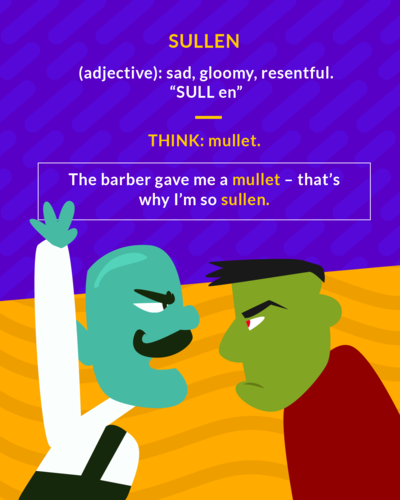 SULLEN
(adjective): sad, gloomy, resentful.
“SULL en”
THINK: mullet.
The barber gave me a mullet – that’s
why I’m so sullen.